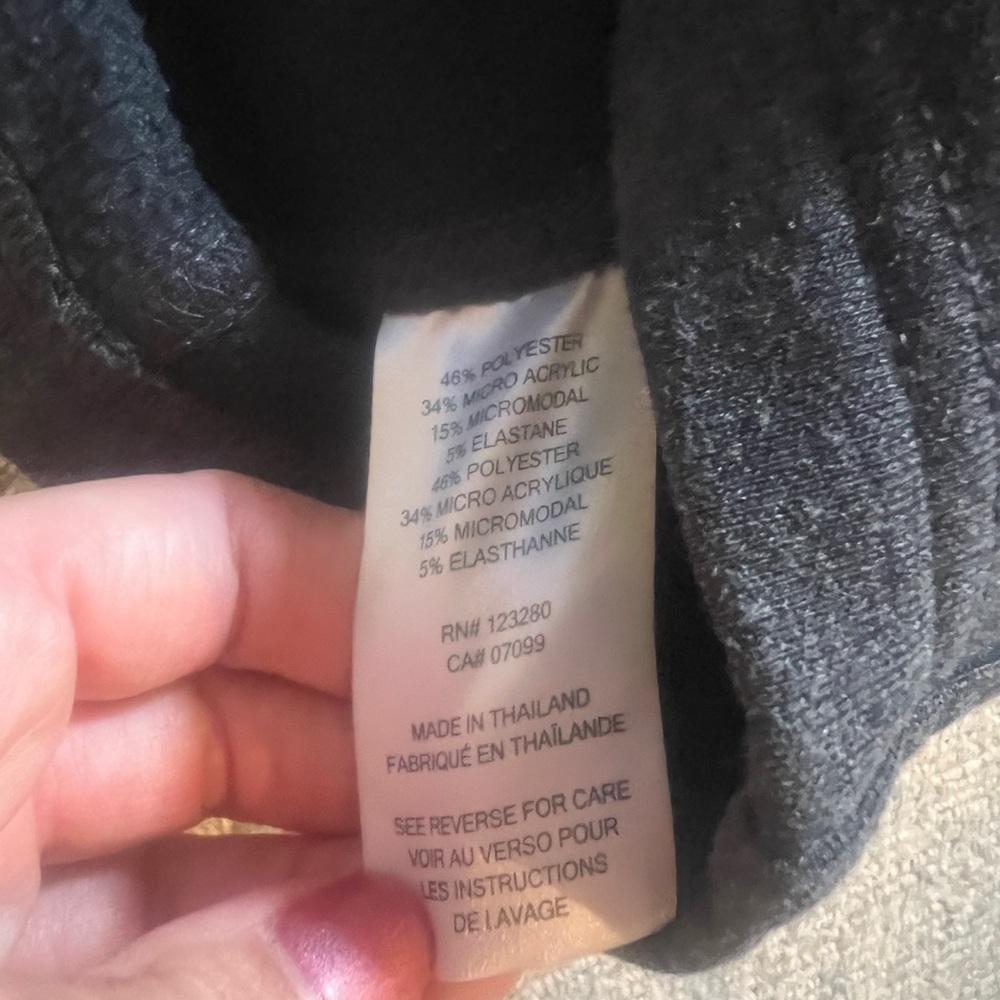 46% POLYESTER
34% MICRO ACRYLIC
15% MICROMODAL
5% ELASTANE
46% POLYESTER
34% MICRO ACRYLIQUE
15% MICROMODAL
5% ELASTHANNE
RN# 123280
CA# 07099
MADE IN THAILAND
FABRIQUÉ EN THAÏLANDE
SEE REVERSE FOR CARE
VOIR AU VERSO POUR
LES INSTRUCTIONS
DE LAVAGE